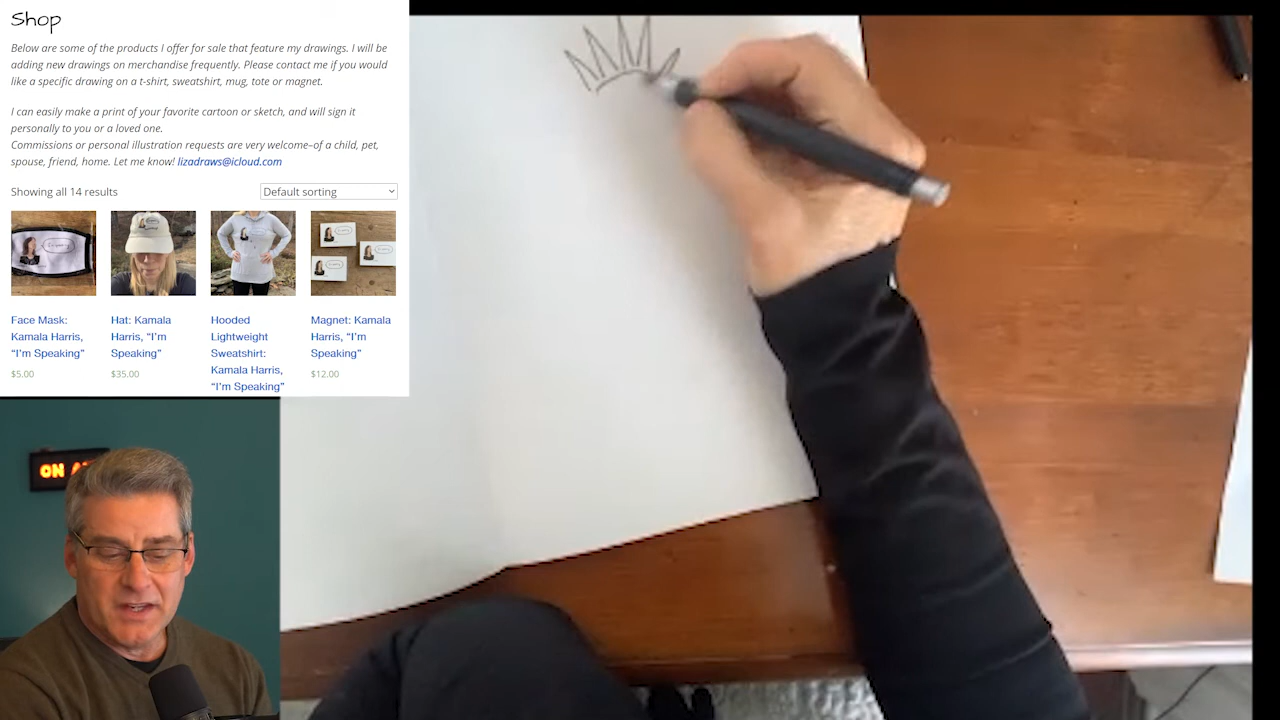 Shop
Below are some of the products I offer for sale that feature my drawings. I will be
adding new drawings on merchandise frequently. Please contact me if you would
like a specific drawing on a t-shirt, sweatshirt, mug, tote or magnet.
I can easily make a print of your favorite cartoon or sketch, and will sign it
personally to you or a loved one.
Commissions or personal illustration requests are very welcome–of a child, pet,
spouse, friend, home. Let me know! lizadraws@icloud.com
Showing all 14 results
Default sorting
Face Mask:
Kamala Harris,
“I’m Speaking”
$5.00
Hat: Kamala
Harris, “I’m
Speaking”
$35.00
Hooded
Lightweight
Sweatshirt:
Kamala Harris,
“I’m Speaking”
Magnet: Kamala
Harris, “I’m
Speaking”
$12.00
ON A